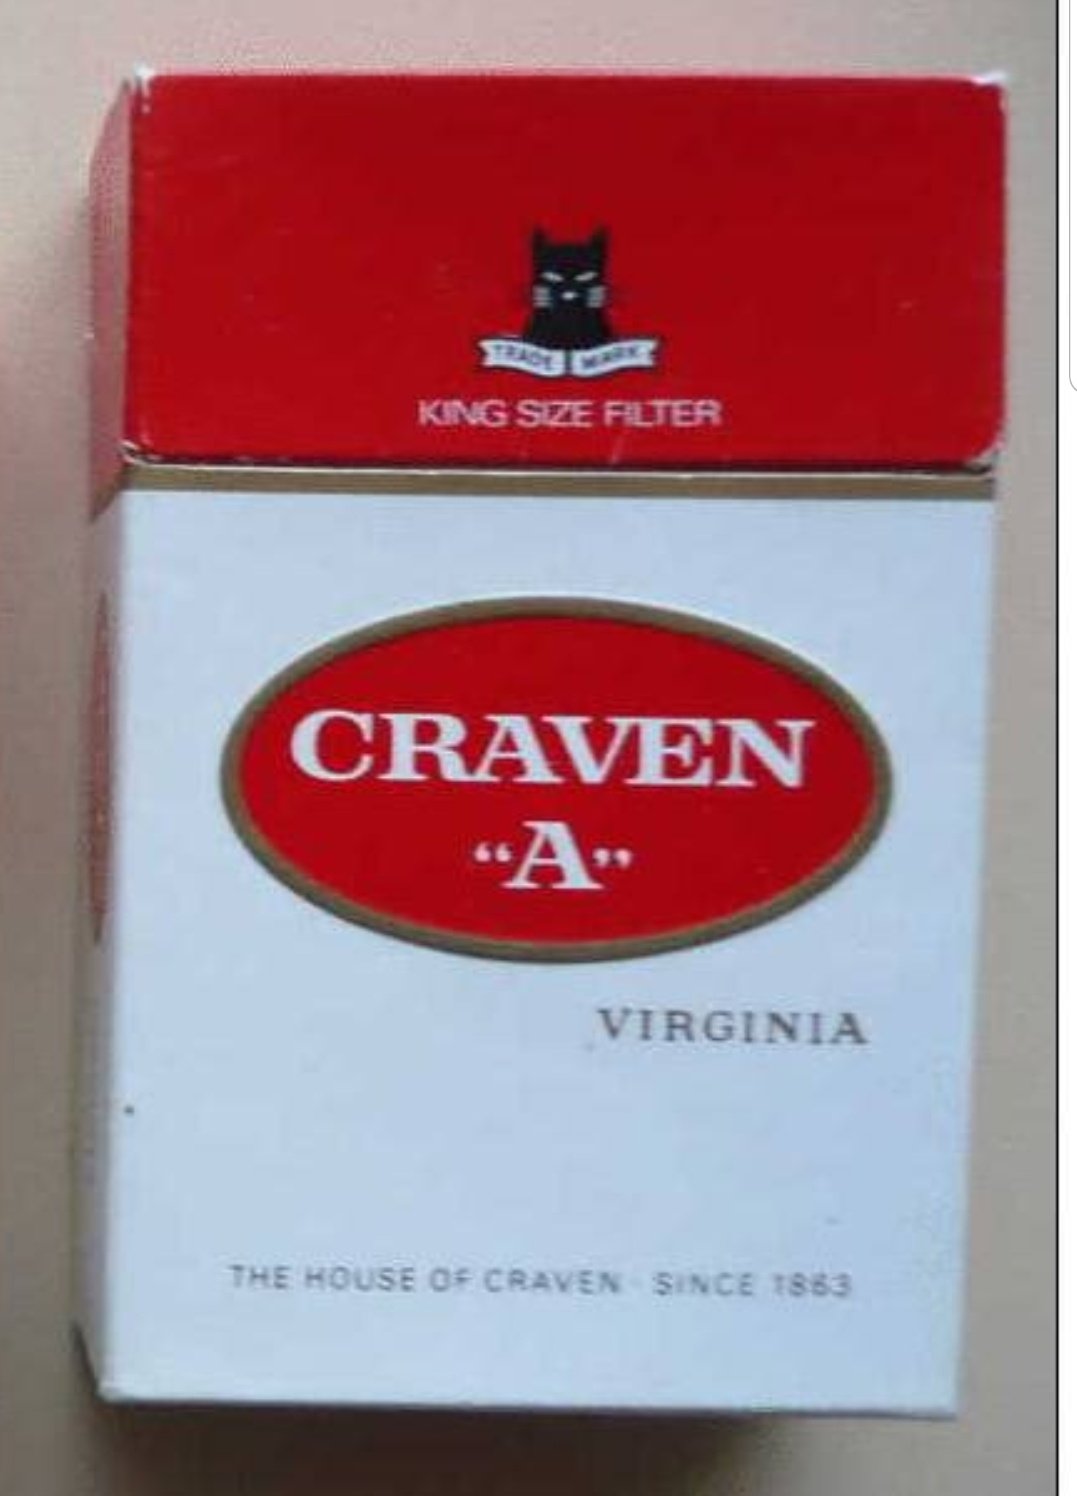 TRADE MARK
KING SIZE FILTER
CRAVEN
“A”
VIRGINIA
THE HOUSE OF CRAVEN · SINCE 1863